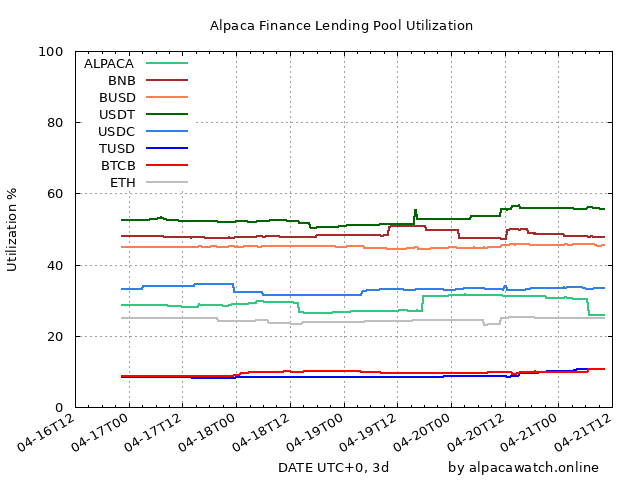 Alpaca Finance Lending Pool Utilization
Utilization %
100
80
60
40
20
0
ALPACA
BNB
BUSD
USDT
USDC
TUSD
BTCB
ETH
04-16T12 04-17T00 04-17T12 04-18T00 04-18T12 04-19T00 04-19T12 04-20T00 04-20T12 04-21T00 04-21T12
DATE UTC+0, 3d by alpacawatch.online